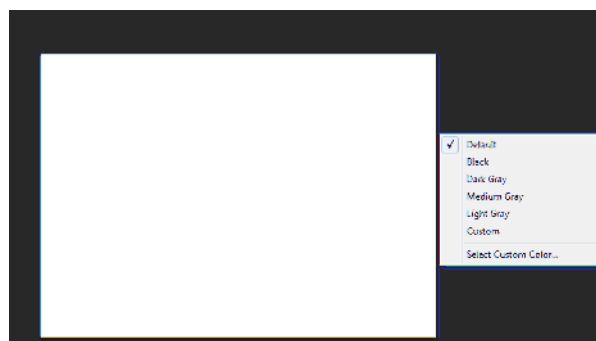 Default
Black
Dark Gray
Medium Gray
Light Gray
Custom
Select Custom Color...